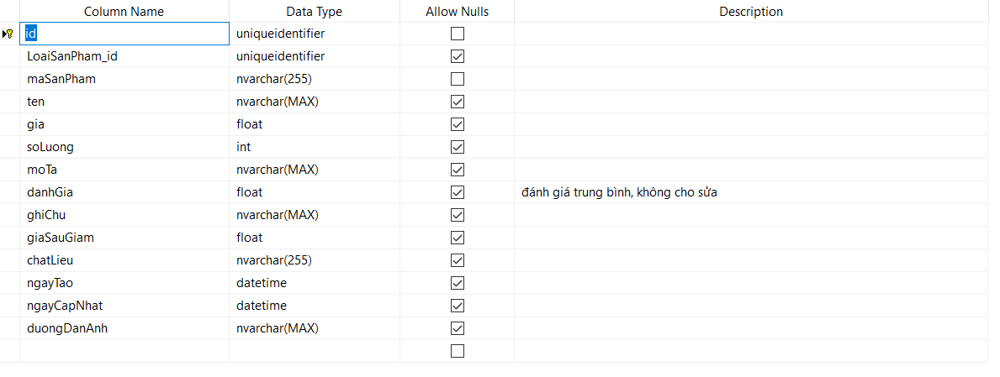 Column Name Data Type Allow Nulls Description
id uniqueidentifier
LoaiSanPham_id uniqueidentifier
maSanPham nvarchar(255)
ten nvarchar(MAX)
gia float
soLuong int
moTa nvarchar(MAX)
danhGia float đánh giá trung bình, không cho sửa
ghiChu nvarchar(MAX)
giaSauGiam float
chatLieu nvarchar(255)
ngayTao datetime
ngayCapNhat datetime
duongDanAnh nvarchar(MAX)